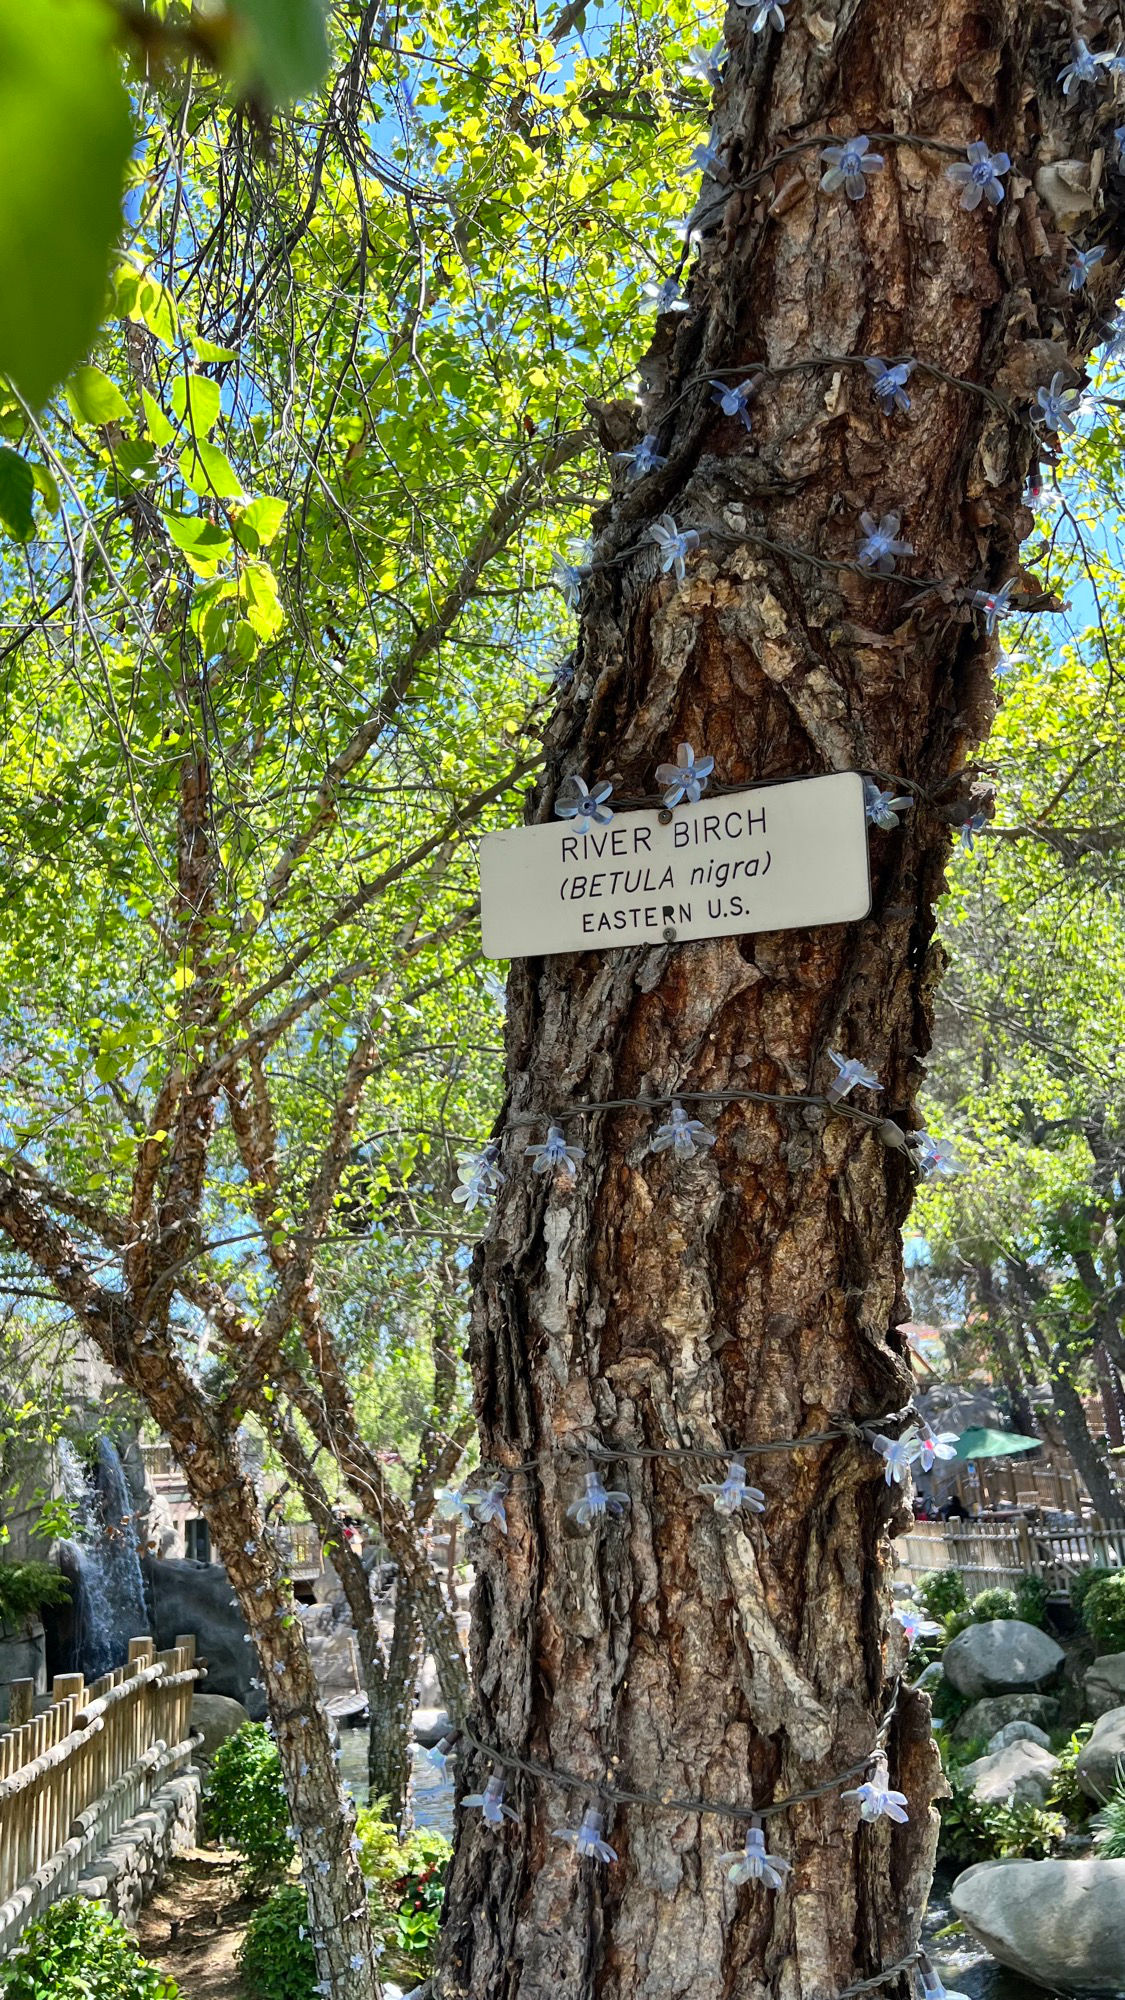 RIVER BIRCH
(BETULA nigra)
EASTERN U.S.